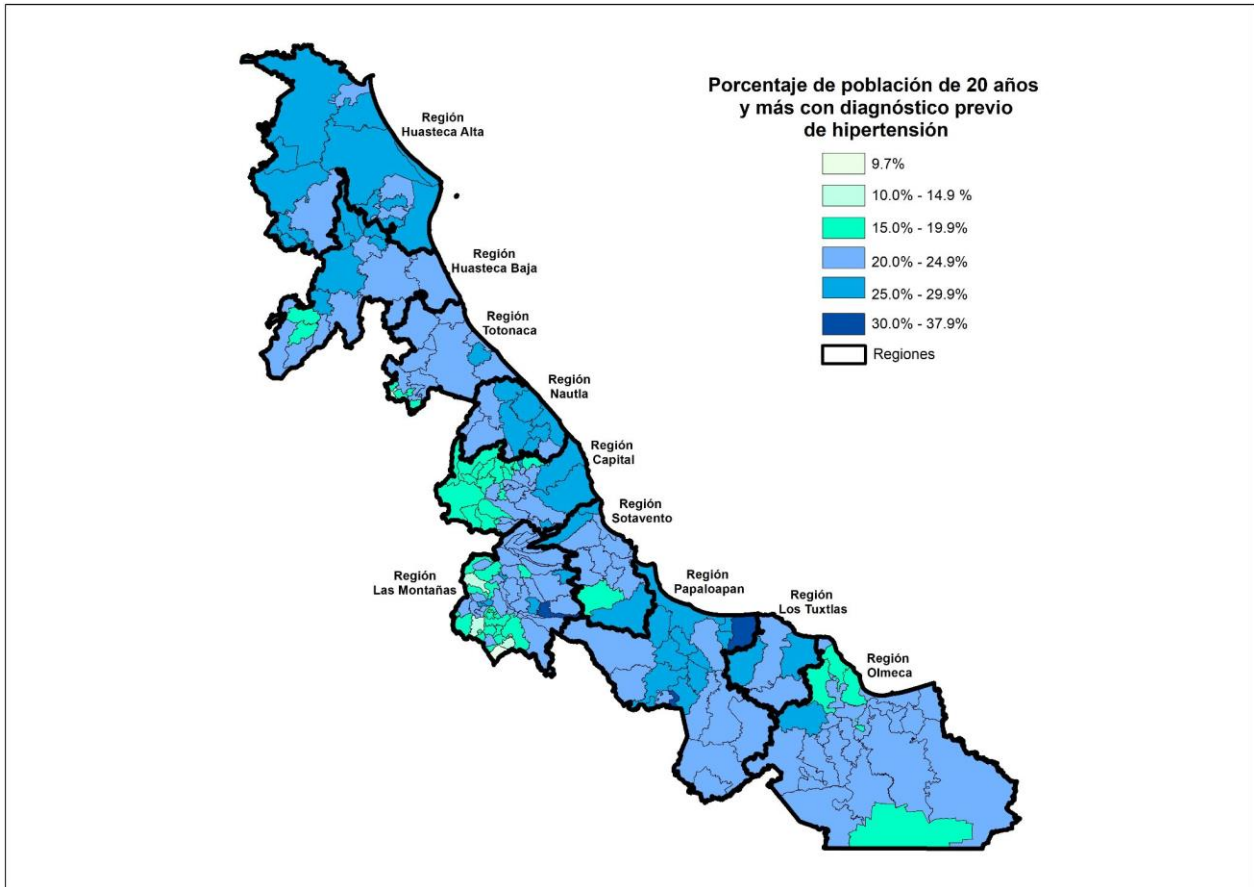 Porcentaje de población de 20 años
y más con diagnóstico previo
de hipertensión
9.7%
10.0% - 14.9 %
15.0% - 19.9%
20.0% - 24.9%
25.0% - 29.9%
30.0% - 37.9%
Regiones
Región
Huasteca Alta
Región
Huasteca Baja
Región
Totonaca
Región
Nautla
Región
Capital
Región
Sotavento
Región
Las Montañas
Región
Papaloapan
Región
Los Tuxtlas
Región
Olmeca